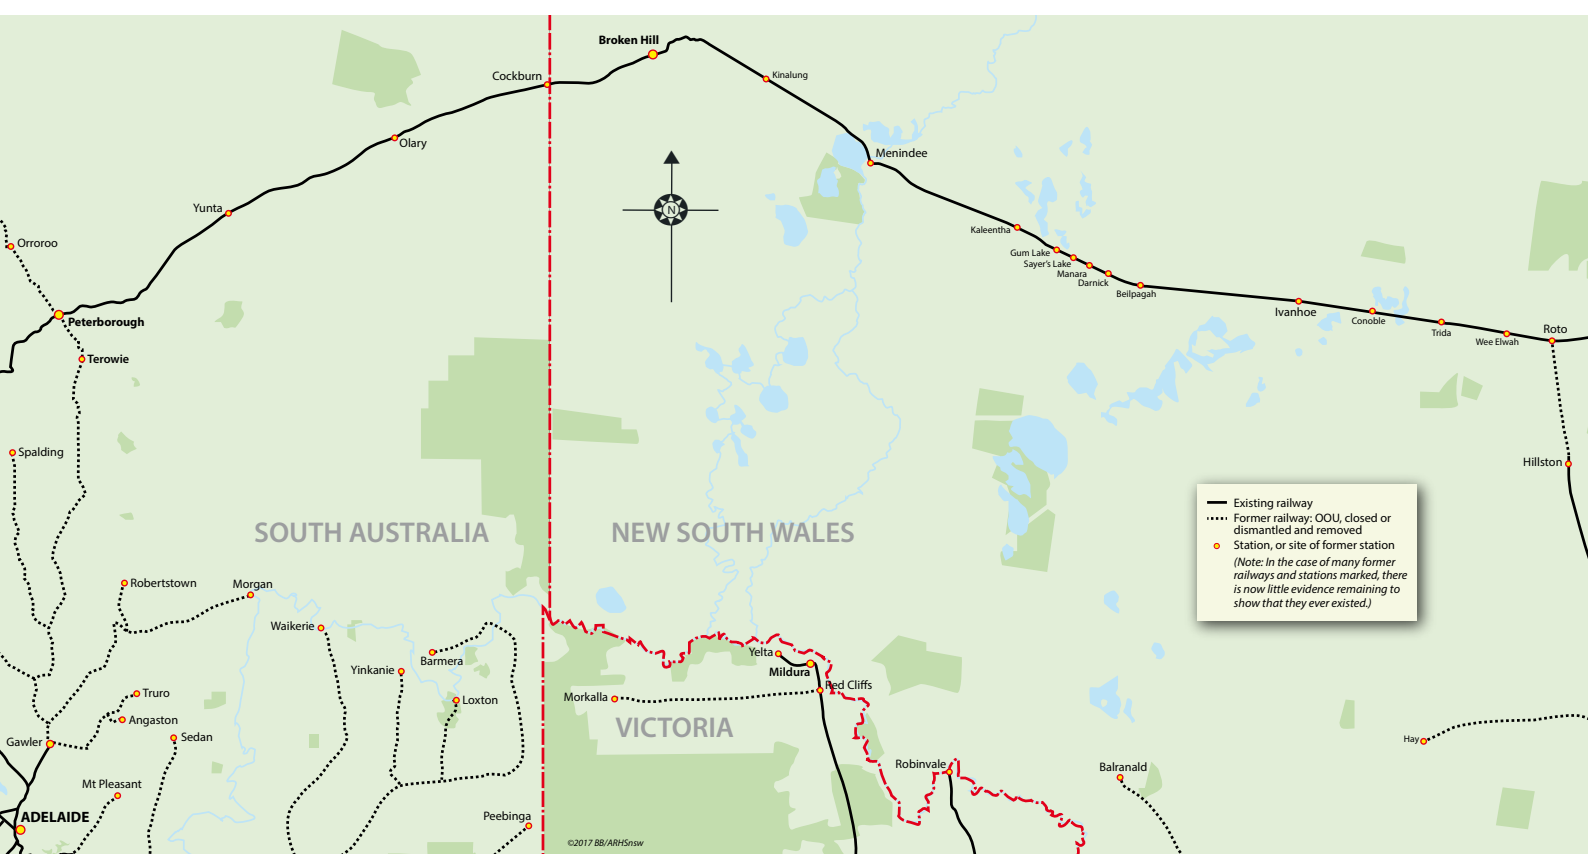 Broken Hill
Cockburn
Kinalung
Olary
Menindee
Yunta
N
Kaleentha
Orroroo
Gum Lake
Sayer's Lake
Manara
Darnick
Beilpagah
Ivanhoe
Conoble
Trida
Wee Elwah
Roto
Peterborough
Terowie
Spalding
Hillston
SOUTH AUSTRALIA
NEW SOUTH WALES
Existing railway
Former railway: OOU, closed or
dismantled and removed
Station, or site of former station
(Note: In the case of many former
railways and stations marked, there
is now little evidence remaining to
show that they ever existed.)
Robertstown
Morgan
Waikerie
Barmera
Yinkanie
Loxton
Yelta
Mildura
Red Cliffs
Morkalla
VICTORIA
Truro
Angaston
Sedan
Gawler
Hay
Robinvale
Balranald
Mt Pleasant
ADELAIDE
Peebinga
©2017 BB/ARHSnsw